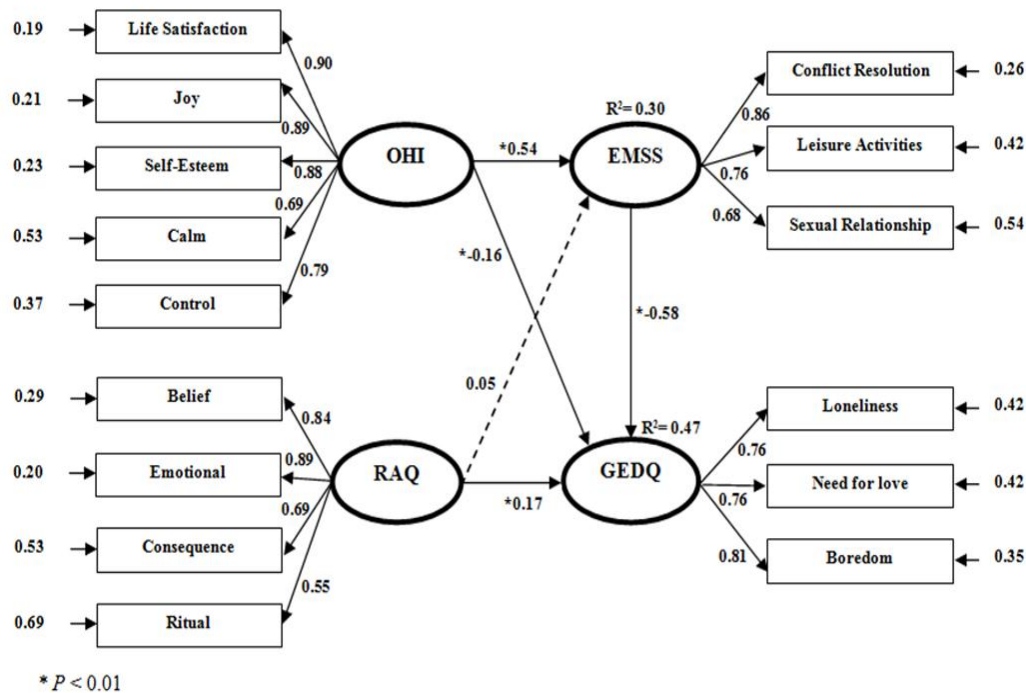 0.19
Life Satisfaction
0.90
0.21
Joy
0.89
0.23
Self-Esteem
0.88
0.53
Calm
0.69
0.37
Control
0.79
OHI
*0.54
R²= 0.30
EMSS
0.86
Conflict Resolution
0.26
0.76
Leisure Activities
0.42
0.68
Sexual Relationship
0.54
*-0.16
*-0.58
0.05
0.29
Belief
0.84
0.20
Emotional
0.89
0.53
Consequence
0.69
0.69
Ritual
0.55
RAQ
*0.17
R²= 0.47
GEDQ
0.76
Loneliness
0.42
0.76
Need for love
0.42
0.81
Boredom
0.35
* P < 0.01